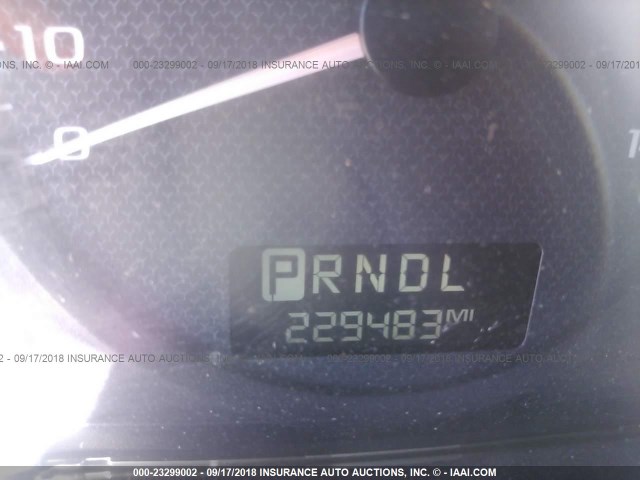 10
INC. - © - IAAI.COM
000-23299002 - 09/17/2018 INSURANCE AUTO AUCTIONS, INC. - © - IAAI.COM
000-23299002 - 09/17/2018
0
PRNDL
229483 MI
- 09/17/2018 INSURANCE AUTO AUCTIONS, INC. - © - IAAI.COM
000-23299002 - 09/17/2018 INSURANCE AUTO AUCTIONS,
000-23299002 - 09/17/2018 INSURANCE AUTO AUCTIONS, INC. - © - IAAI.COM